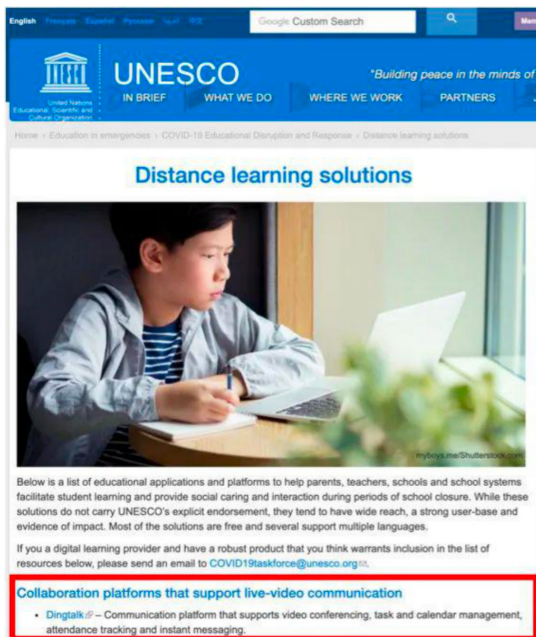 English Français Español Русский العربية 中文
Google Custom Search
Mem
UNESCO
"Building peace in the minds of
United Nations
Educational, Scientific and
Cultural Organization
IN BRIEF WHAT WE DO WHERE WE WORK PARTNERS
Home › Education in emergencies › COVID-19 Educational Disruption and Response › Distance learning solutions
Distance learning solutions
myboys.me/Shutterstock.com
Below is a list of educational applications and platforms to help parents, teachers, schools and school systems
facilitate student learning and provide social caring and interaction during periods of school closure. While these
solutions do not carry UNESCO's explicit endorsement, they tend to have wide reach, a strong user-base and
evidence of impact. Most of the solutions are free and several support multiple languages.
If you a digital learning provider and have a robust product that you think warrants inclusion in the list of
resources below, please send an email to COVID19taskforce@unesco.org.
Collaboration platforms that support live-video communication
• Dingtalk – Communication platform that supports video conferencing, task and calendar management,
attendance tracking and instant messaging.